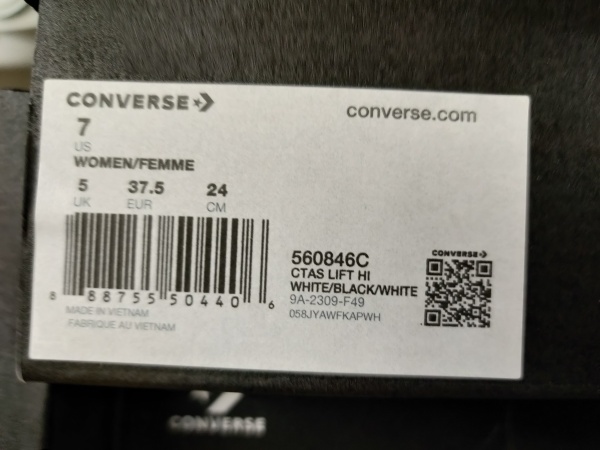 CONVERSE
converse.com
7
US
WOMEN/FEMME
5 37.5 24
UK EUR CM
560846C
CTAS LIFT HI
WHITE/BLACK/WHITE
9A-2309-F49
058JYAWFKAPWH
CONVERSE
8 88755 50440 6
MADE IN VIETNAM
FABRIQUE AU VIETNAM
CONVERSE